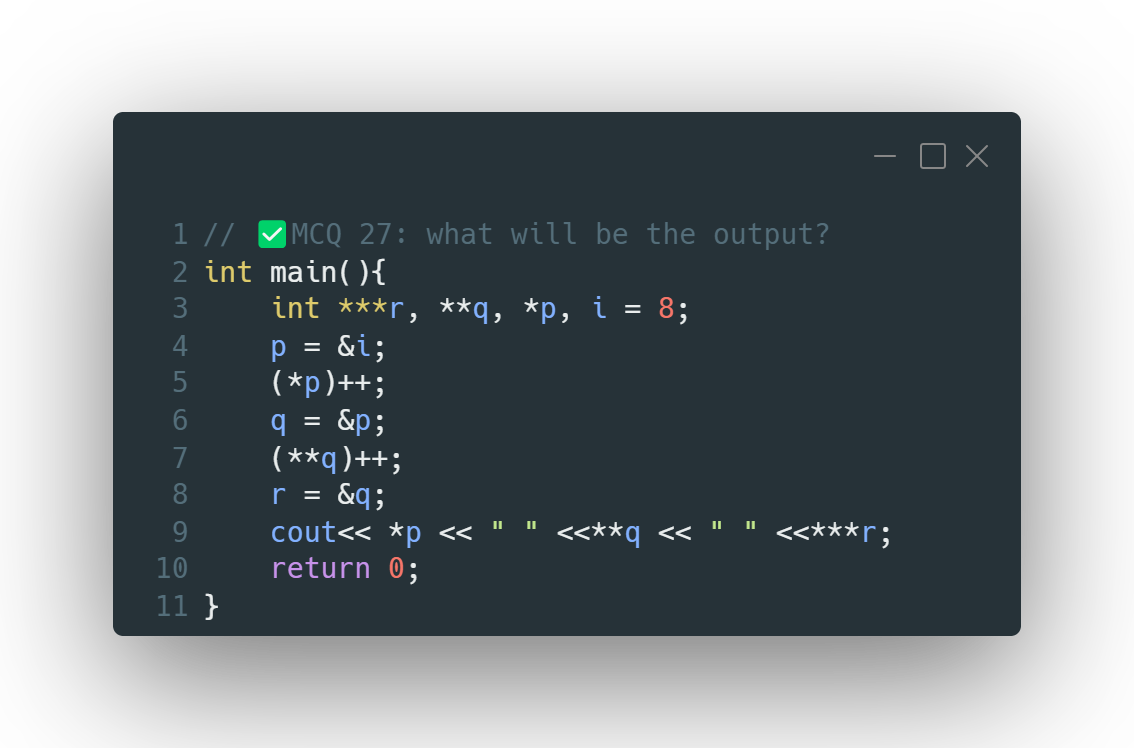 1 // ✅MCQ 27: what will be the output?
2 int main(){
3     int ***r, **q, *p, i = 8;
4     p = &i;
5     (*p)++;
6     q = &p;
7     (**q)++;
8     r = &q;
9     cout<< *p << " " <<**q << " " <<***r;
10     return 0;
11 }